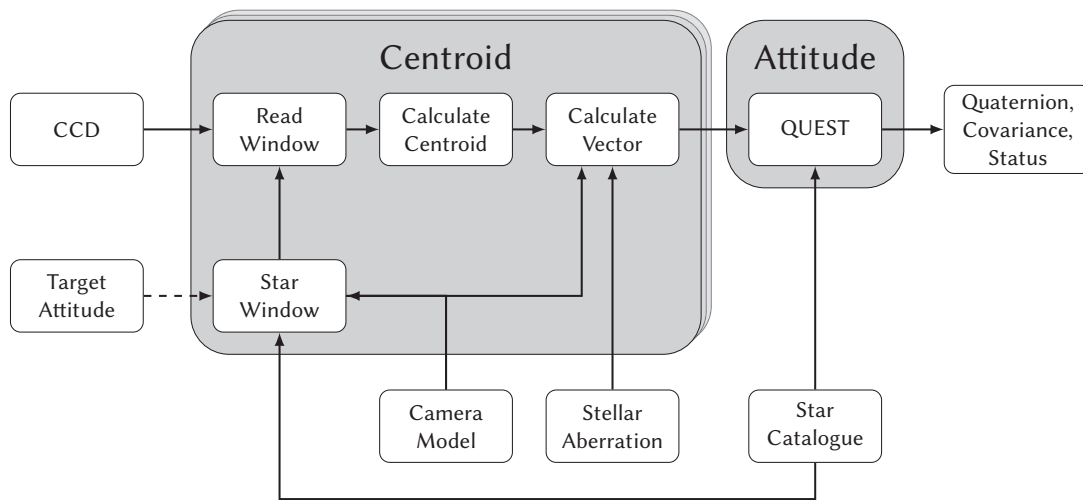 Centroid
Attitude
CCD
Read
Window
Calculate
Centroid
Calculate
Vector
QUEST
Quaternion,
Covariance,
Status
Target
Attitude
Star
Window
Camera
Model
Stellar
Aberration
Star
Catalogue